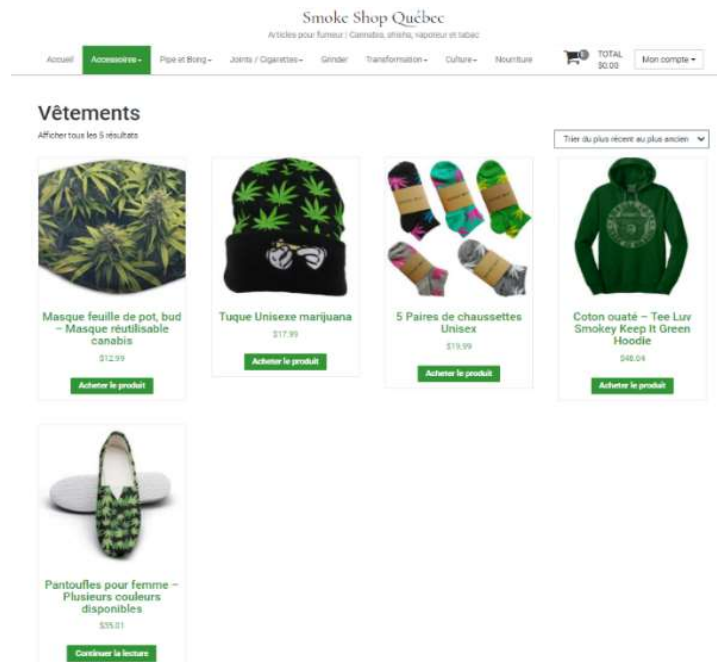 Smoke Shop Québec
Articles pour fumeur | Cannabis, shisha, vapoteur et tabac
Accueil Accessoires Pipe et Bong Joints / Cigarettes Grinder Transformation Culture Nourriture
0 TOTAL
$0.00
Mon compte
Vêtements
Afficher tous les 5 résultats
Trier du plus récent au plus ancien
Masque feuille de pot, bud
– Masque réutilisable
canabis
$12.99
Acheter le produit
Tuque Unisexe marijuana
$17.99
Acheter le produit
5 Paires de chaussettes
Unisex
$19.99
Acheter le produit
Coton ouaté – Tee Luv
Smokey Keep It Green
Hoodie
$48.04
Acheter le produit
Pantoufles pour femme –
Plusieurs couleurs
disponibles
$35.01
Continuer la lecture